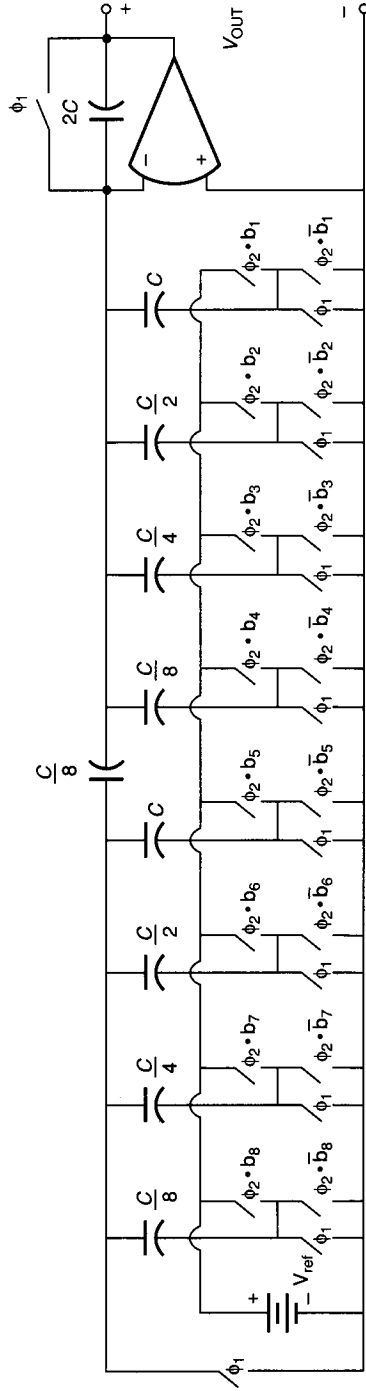 ϕ₁
2C
+
−
+
V_OUT
−
C/8
C/8
C/4
C/2
C
C/8
C/4
C/2
C
ϕ₂•b₈
ϕ₂•b₇
ϕ₂•b₆
ϕ₂•b₅
ϕ₂•b₄
ϕ₂•b₃
ϕ₂•b₂
ϕ₂•b₁
ϕ₁
+
−
V_ref
ϕ₁
ϕ₂•b̄₈
ϕ₁
ϕ₂•b̄₇
ϕ₁
ϕ₂•b̄₆
ϕ₁
ϕ₂•b̄₅
ϕ₁
ϕ₂•b̄₄
ϕ₁
ϕ₂•b̄₃
ϕ₁
ϕ₂•b̄₂
ϕ₁
ϕ₂•b̄₁